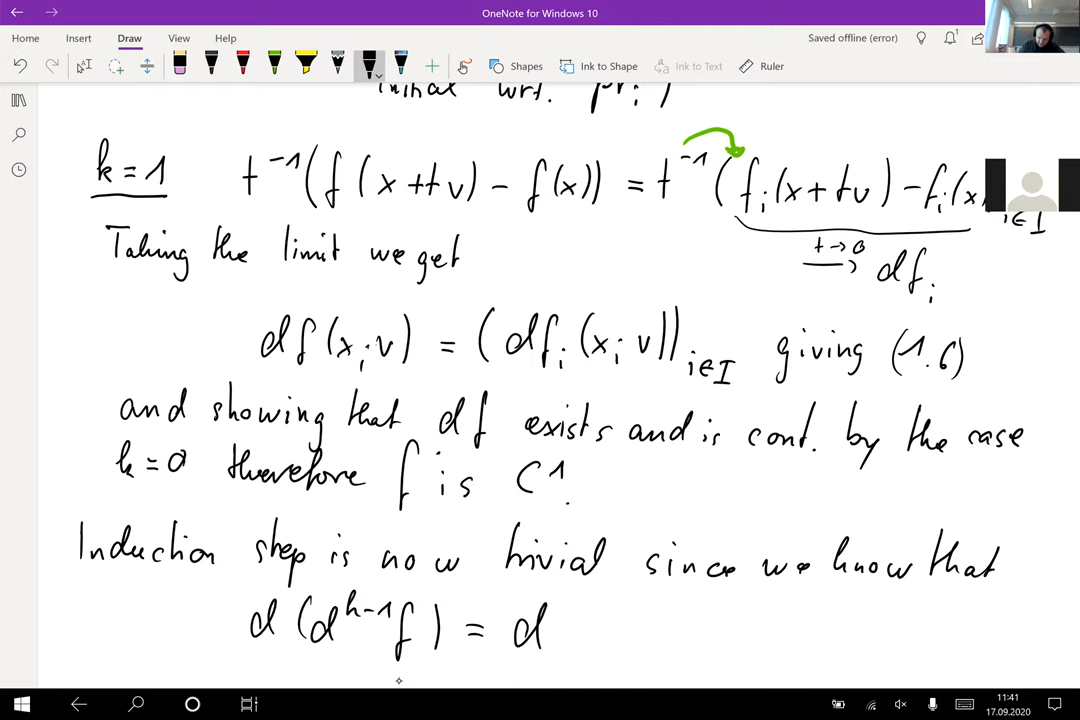 OneNote for Windows 10
Home Insert Draw View Help Saved offline (error)
Shapes Ink to Shape Ink to Text Ruler
initial wrt. pr_i )
k=1 t^{-1}(f(x+tv) - f(x)) = t^{-1}(f_i(x+tv) - f_i(x
i∈I
Taking the limit we get t→0 → df_i
df(x;v) = (df_i(x;v))_{i∈I} giving (1.6)
and showing that df exists and is cont. by the case
k=0 therefore f is C^1.
Induction step is now trivial since we know that
d(d^{k-1}f) = d
11:41
17.09.2020